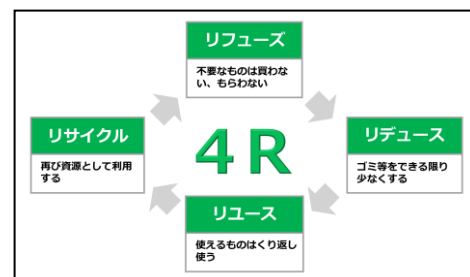 リフューズ
不要なものは買わな
い、もらわない
リサイクル
再び資源として利用
する
4R
リデュース
ゴミ等をできる限り
少なくする
リユース
使えるものはくり返し
使う